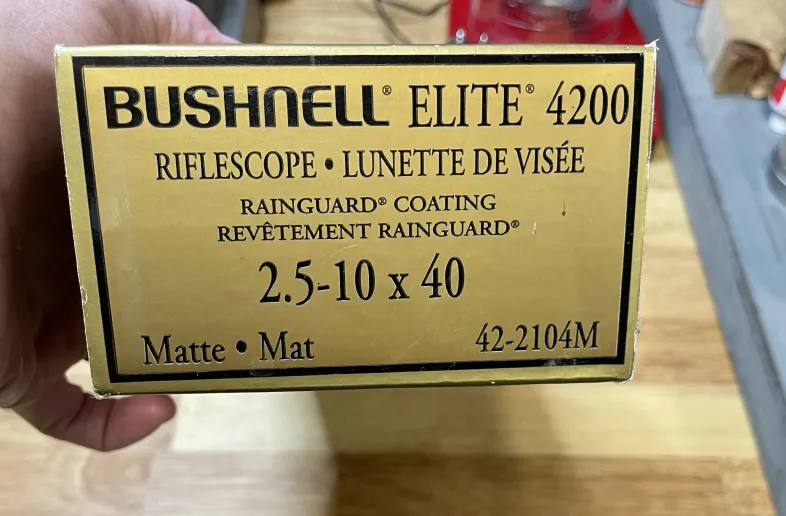 BUSHNELL® ELITE® 4200
RIFLESCOPE • LUNETTE DE VISÉE
RAINGUARD® COATING
REVÊTEMENT RAINGUARD®
2.5-10 x 40
Matte • Mat 42-2104M